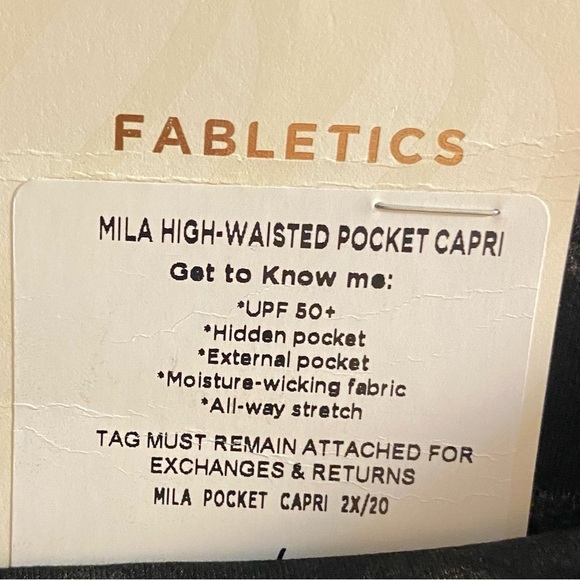 FABLETICS
MILA HIGH-WAISTED POCKET CAPRI
Get to Know me:
*UPF 50+
*Hidden pocket
*External pocket
*Moisture-wicking fabric
*All-way stretch
TAG MUST REMAIN ATTACHED FOR
EXCHANGES & RETURNS
MILA POCKET CAPRI 2X/20